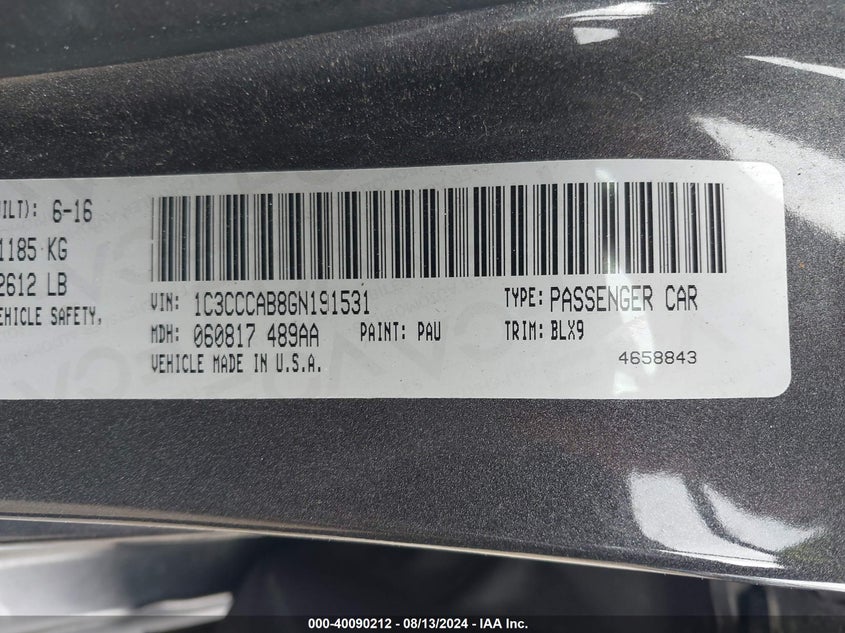 UILT): 6-16
1185 KG
2612 LB
EHICLE SAFETY,
VIN: 1C3CCCAB8GN191531
TYPE: PASSENGER CAR
MDH: 060817 489AA
PAINT: PAU
TRIM: BLX9
VEHICLE MADE IN U.S.A.
4658843
000-40090212 - 08/13/2024 - IAA Inc.